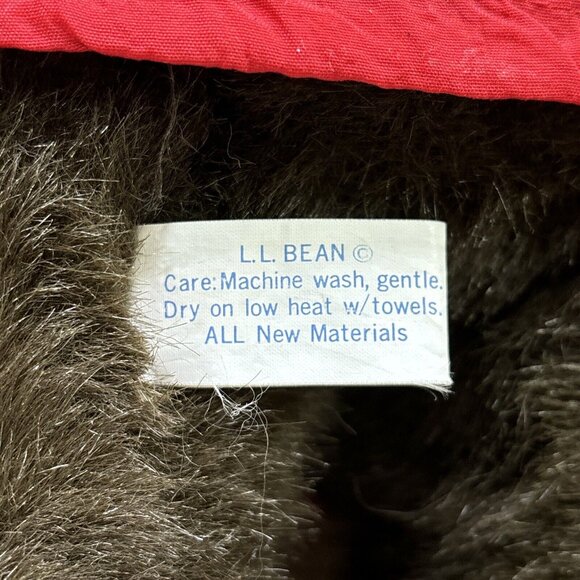 L.L. BEAN ©
Care: Machine wash, gentle.
Dry on low heat w/towels.
ALL New Materials